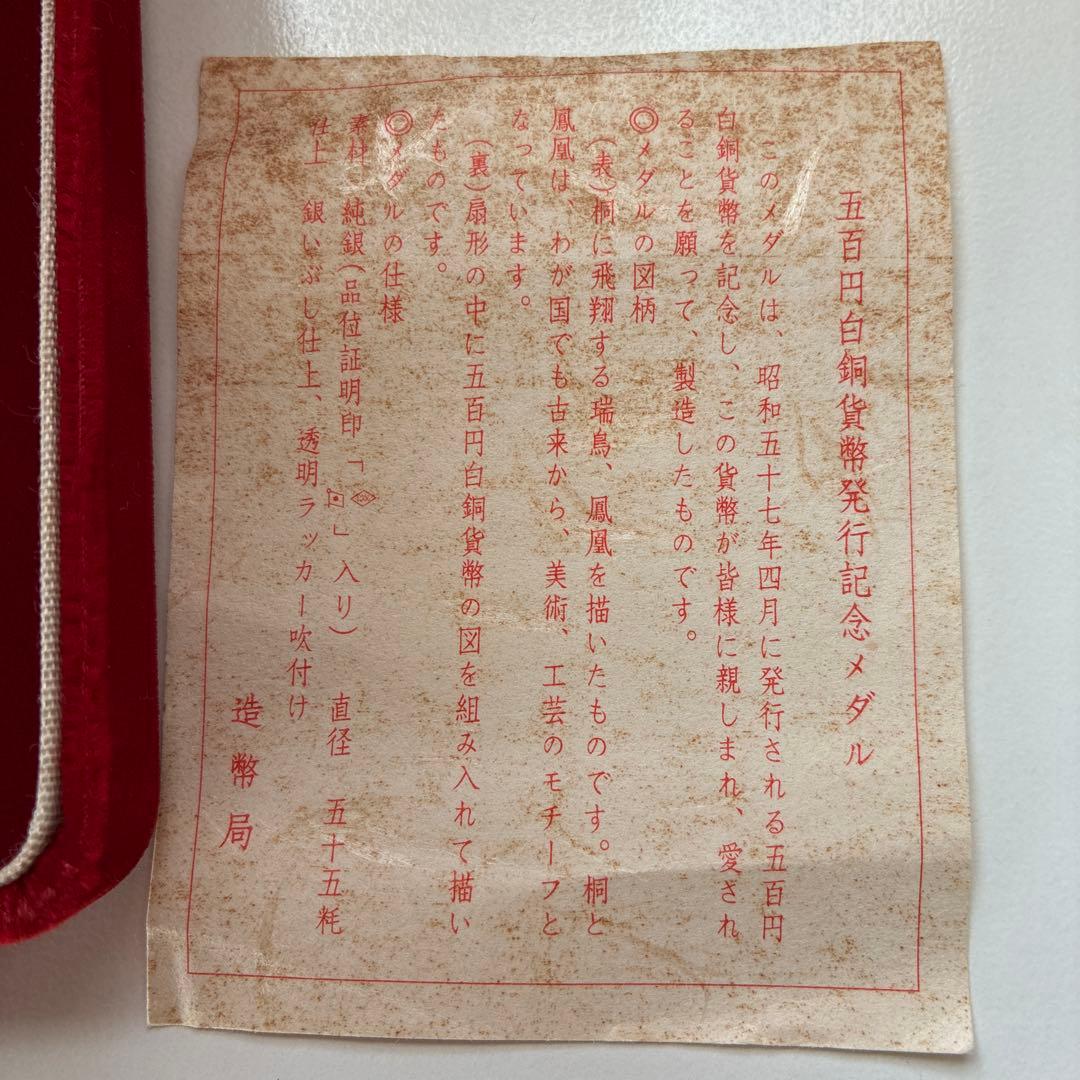 五百円白銅貨幣発行記念メダル
このメダルは、昭和五十七年四月に発行される五百円
白銅貨幣を記念し、この貨幣が皆様に親しまれ、愛され
ることを願って、製造したものです。
◎メダルの図柄
(表)桐に飛翔する瑞鳥、鳳凰を描いたものです。桐と
鳳凰は、わが国でも古来から、美術、工芸のモチーフと
なっています。
(裏)扇形の中に五百円白銅貨幣の図を組み入れて描い
たものです。
◎メダルの仕様
素材 純銀(品位証明印「」入り) 直径 五十五粍
仕上 銀いぶし仕上、透明ラッカー吹付け
造幣局